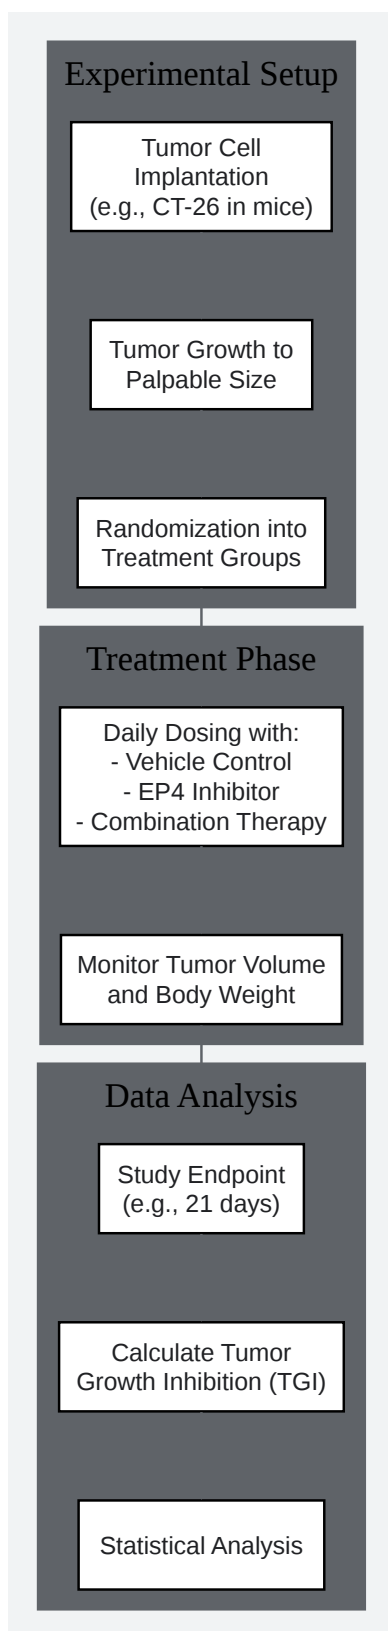 Experimental Setup
Tumor Cell
Implantation
(e.g., CT-26 in mice)
Tumor Growth to
Palpable Size
Randomization into
Treatment Groups
Treatment Phase
Daily Dosing with:
- Vehicle Control
- EP4 Inhibitor
- Combination Therapy
Monitor Tumor Volume
and Body Weight
Data Analysis
Study Endpoint
(e.g., 21 days)
Calculate Tumor
Growth Inhibition (TGI)
Statistical Analysis